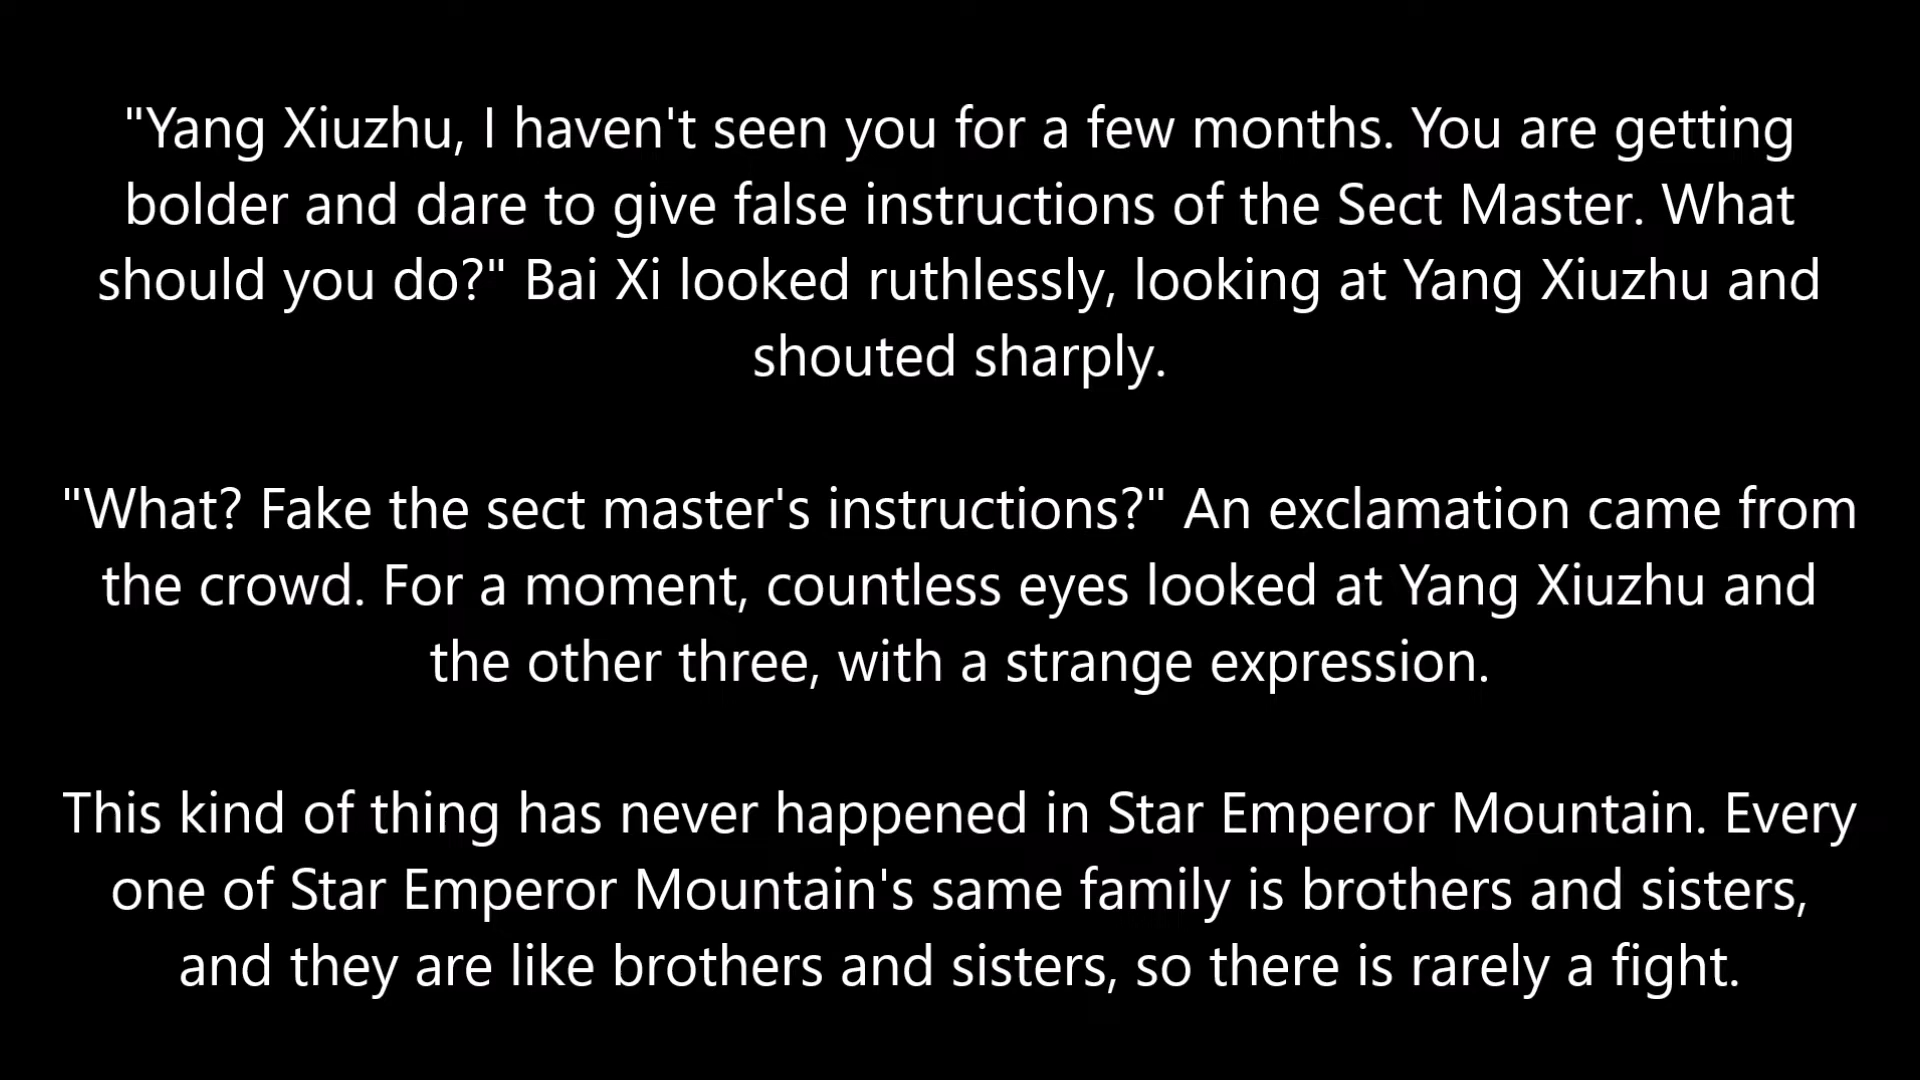 "Yang Xiuzhu, I haven't seen you for a few months. You are getting
bolder and dare to give false instructions of the Sect Master. What
should you do?" Bai Xi looked ruthlessly, looking at Yang Xiuzhu and
shouted sharply.
"What? Fake the sect master's instructions?" An exclamation came from
the crowd. For a moment, countless eyes looked at Yang Xiuzhu and
the other three, with a strange expression.
This kind of thing has never happened in Star Emperor Mountain. Every
one of Star Emperor Mountain's same family is brothers and sisters,
and they are like brothers and sisters, so there is rarely a fight.